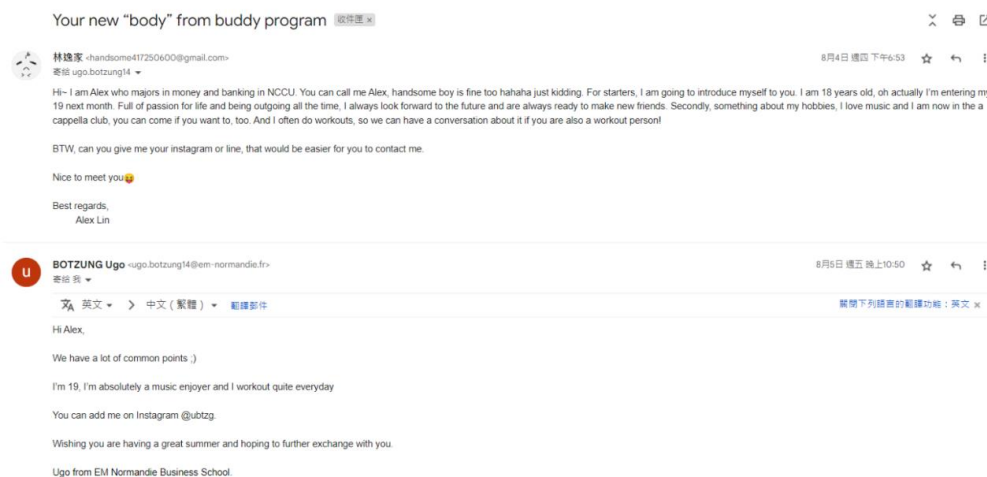 Your new “body” from buddy program 收件匣 ×
林逸家 <handsome417250600@gmail.com>
8月4日 週四 下午6:53
寄給 ugo.botzung14
Hi~ I am Alex who majors in money and banking in NCCU. You can call me Alex, handsome boy is fine too hahaha just kidding. For starters, I am going to introduce myself to you. I am 18 years old, oh actually I'm entering my
19 next month. Full of passion for life and being outgoing all the time, I always look forward to the future and are always ready to make new friends. Secondly, something about my hobbies, I love music and I am now in the a
cappella club, you can come if you want to, too. And I often do workouts, so we can have a conversation about it if you are also a workout person!
BTW, can you give me your instagram or line, that would be easier for you to contact me.
Nice to meet you😝
Best regards,
Alex Lin
U
BOTZUNG Ugo <ugo.botzung14@em-normandie.fr>
8月5日 週五 晚上10:50
寄給 我
英文 > 中文 (繁體) 翻譯郵件
關閉下列語言的翻譯功能：英文 ×
Hi Alex,
We have a lot of common points ;)
I'm 19, I'm absolutely a music enjoyer and I workout quite everyday
You can add me on Instagram @ubtzg.
Wishing you are having a great summer and hoping to further exchange with you.
Ugo from EM Normandie Business School.